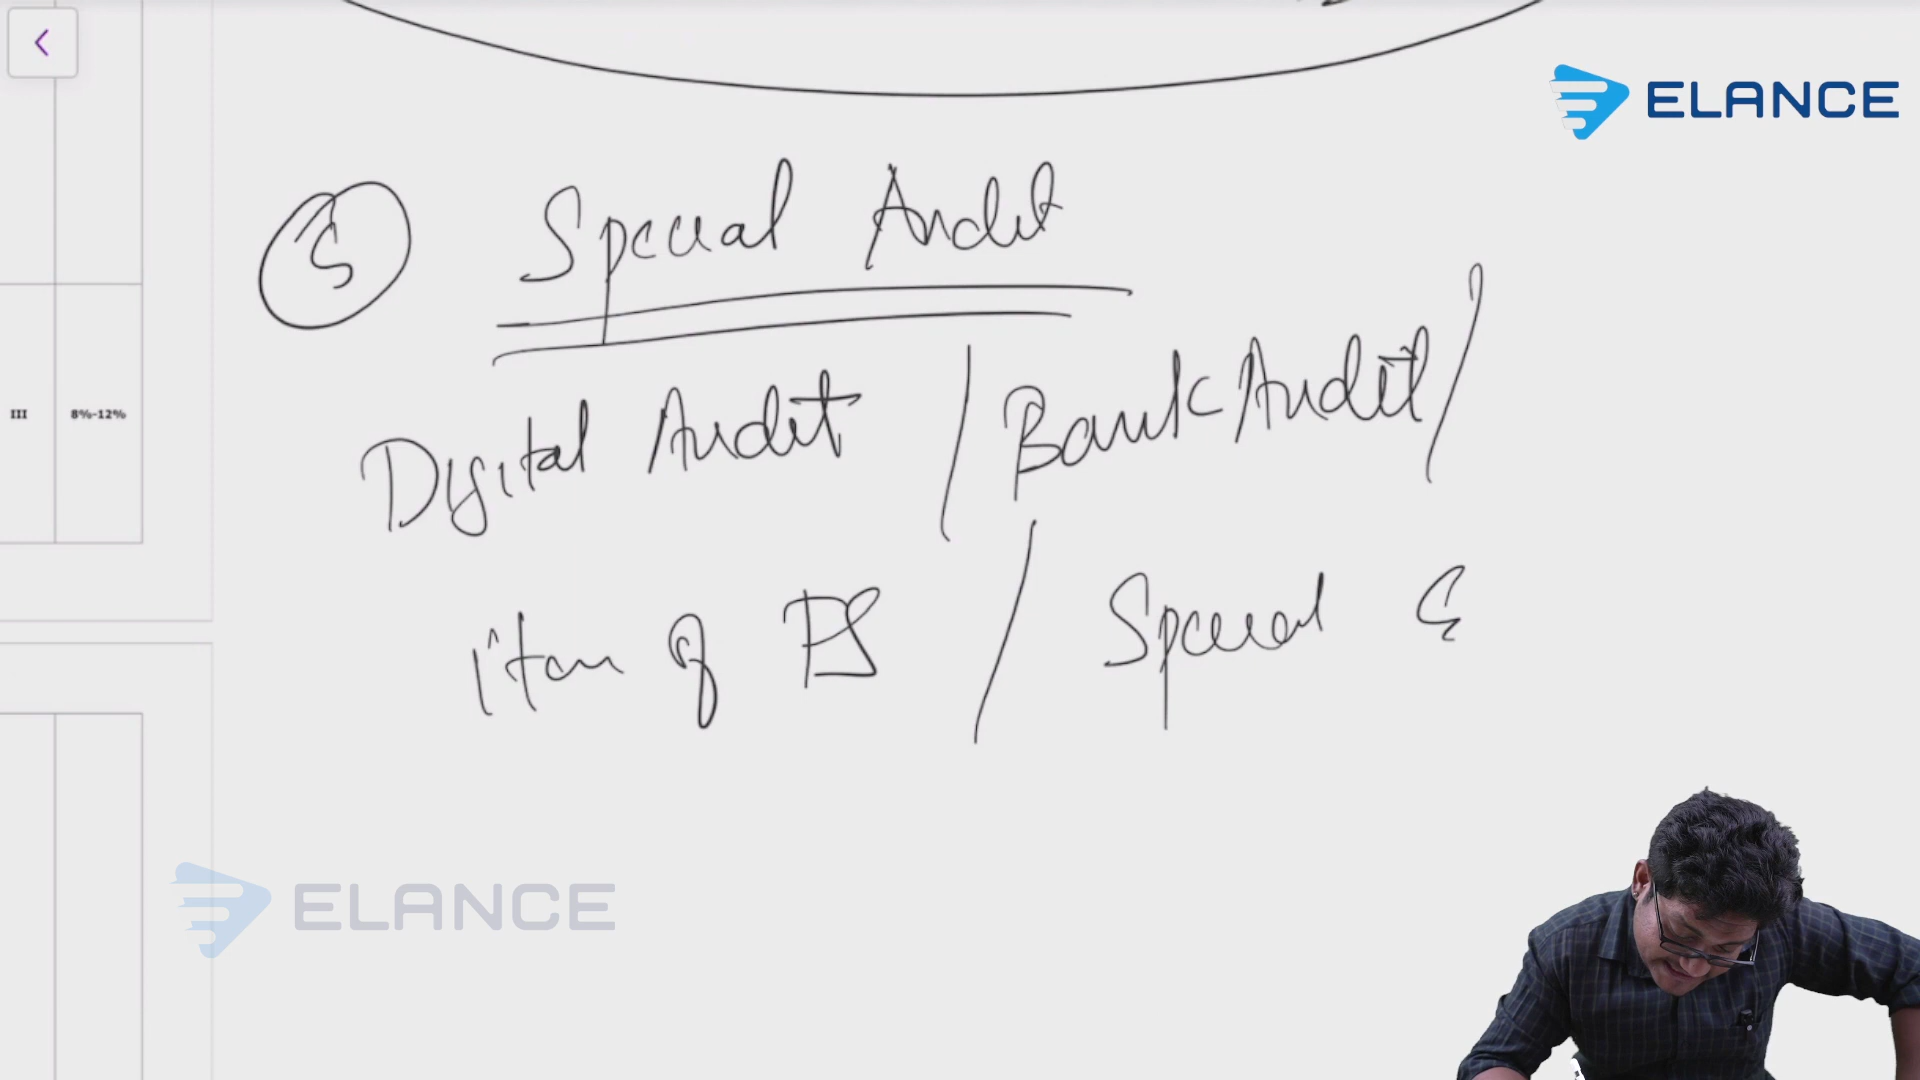 ELANCE
5 Special Audit
Digital Audit / Bank Audit /
III 8%-12%
item of FS / Special
ELANCE